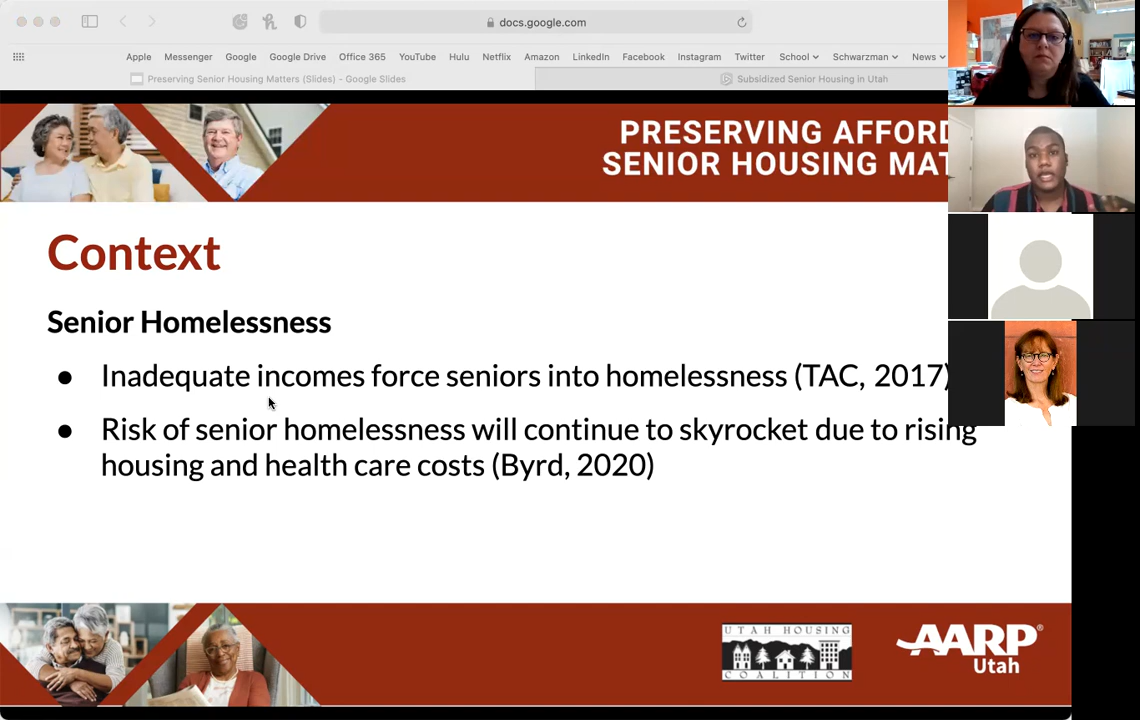 docs.google.com
Apple Messenger Google Google Drive Office 365 YouTube Hulu Netflix Amazon LinkedIn Facebook Instagram Twitter School Schwarzman News
Preserving Senior Housing Matters (Slides) – Google Slides
Subsidized Senior Housing in Utah
PRESERVING AFFORD
SENIOR HOUSING MAT
Context
Senior Homelessness
● Inadequate incomes force seniors into homelessness (TAC, 2017)
● Risk of senior homelessness will continue to skyrocket due to rising
housing and health care costs (Byrd, 2020)
UTAH HOUSING
COALITION
AARP®
Utah